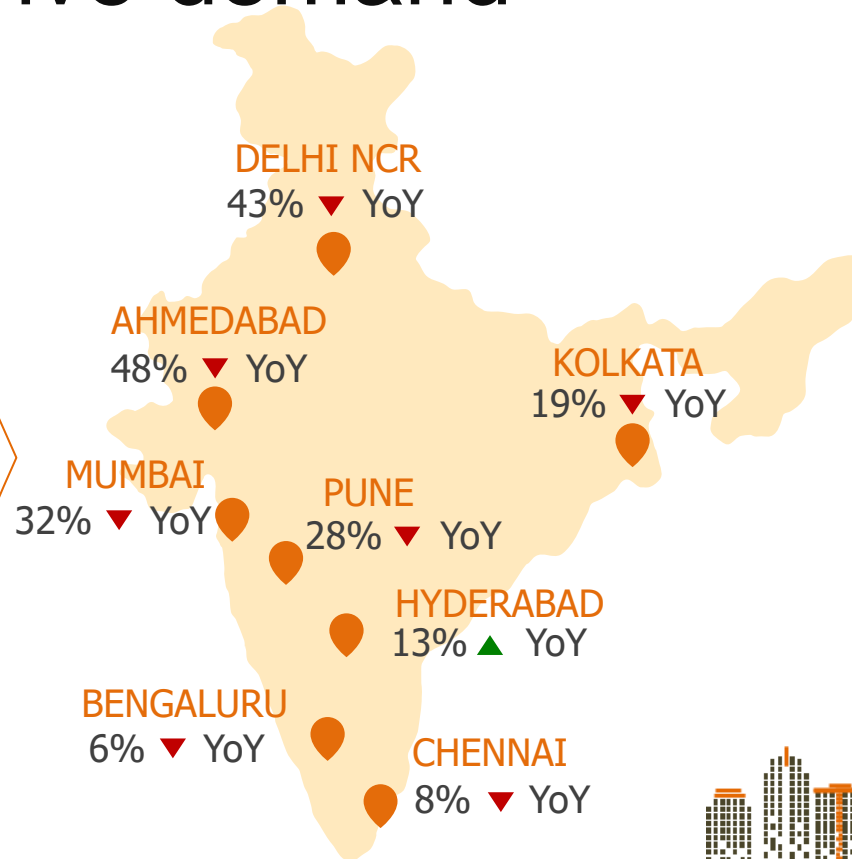 demand
DELHI NCR
43% ▼ YoY
AHMEDABAD
48% ▼ YoY
KOLKATA
19% ▼ YoY
MUMBAI
32% ▼ YoY
PUNE
28% ▼ YoY
HYDERABAD
13% ▲ YoY
BENGALURU
6% ▼ YoY
CHENNAI
8% ▼ YoY